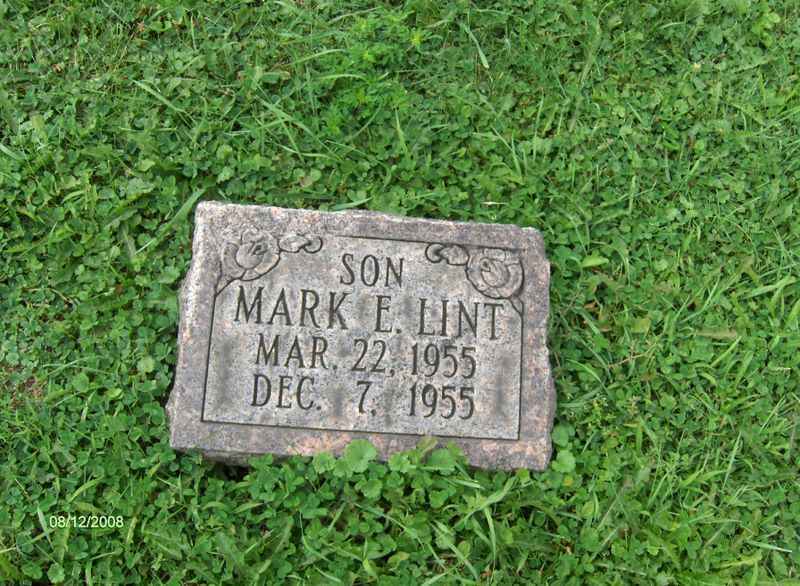 SON
MARK E. LINT
MAR. 22, 1955
DEC. 7, 1955
08/12/2008